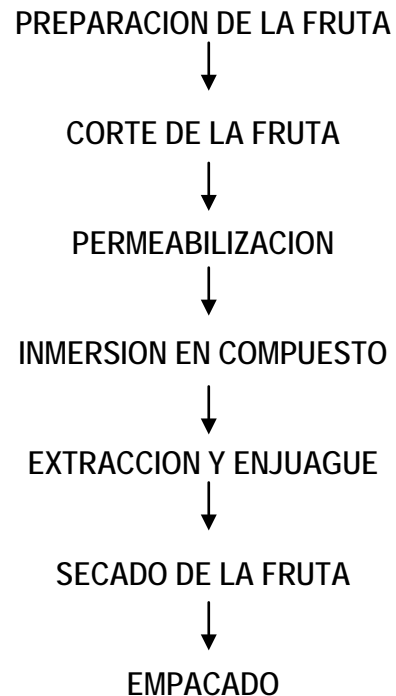 PREPARACION DE LA FRUTA
CORTE DE LA FRUTA
PERMEABILIZACION
INMERSION EN COMPUESTO
EXTRACCION Y ENJUAGUE
SECADO DE LA FRUTA
EMPACADO